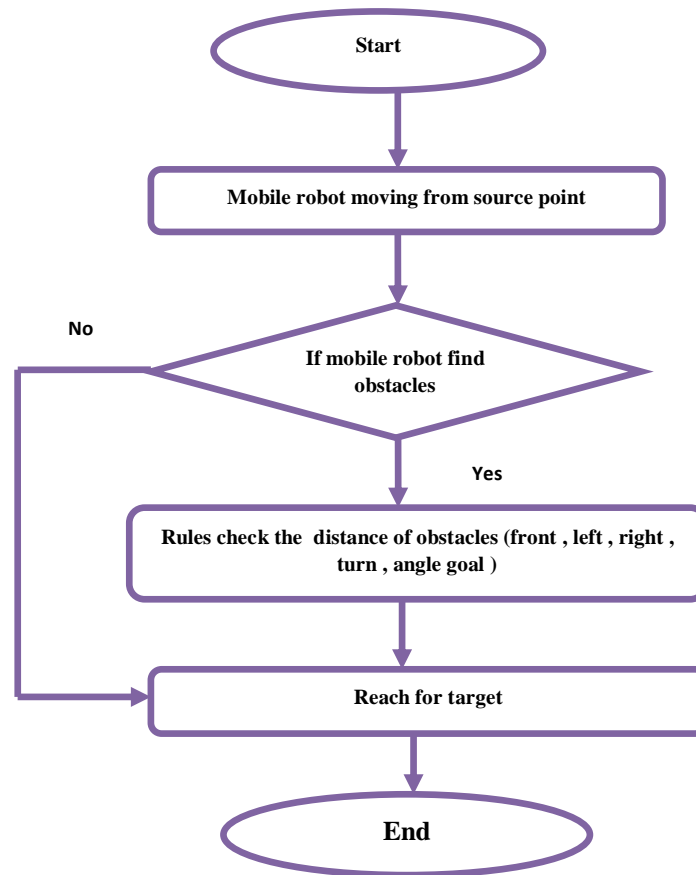 Start
Mobile robot moving from source point
No
If mobile robot find
obstacles
Yes
Rules check the distance of obstacles (front , left , right ,
turn , angle goal )
Reach for target
End